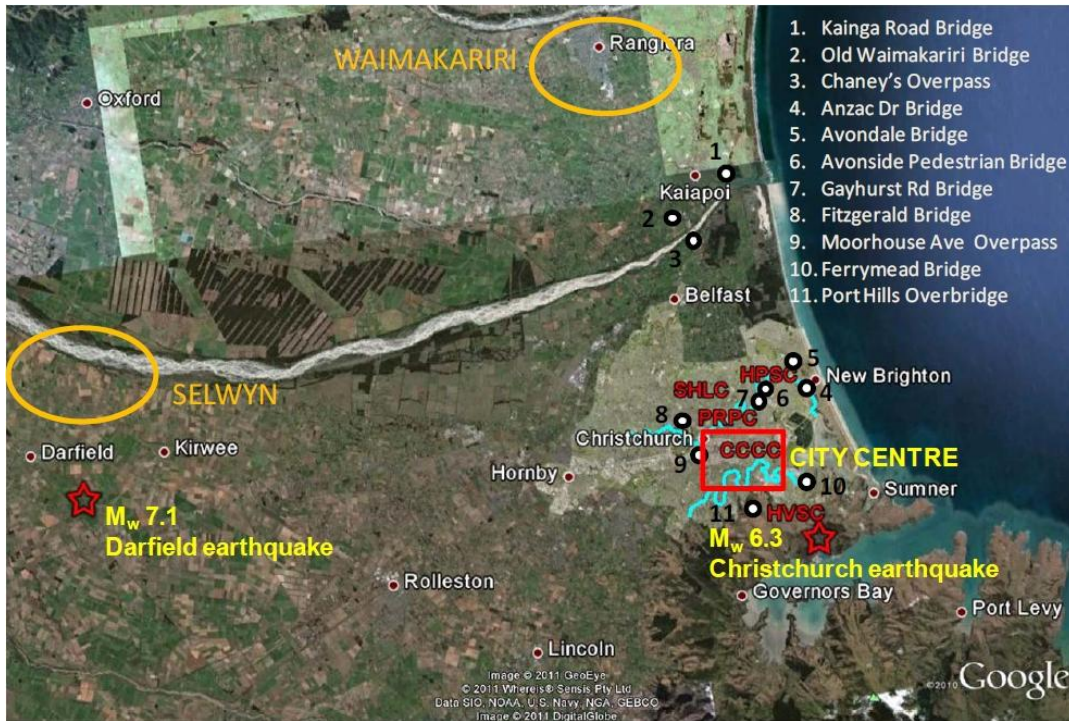 1. Kainga Road Bridge
2. Old Waimakariri Bridge
3. Chaney's Overpass
4. Anzac Dr Bridge
5. Avondale Bridge
6. Avonside Pedestrian Bridge
7. Gayhurst Rd Bridge
8. Fitzgerald Bridge
9. Moorhouse Ave Overpass
10. Ferrymead Bridge
11. Port Hills Overbridge
WAIMAKARIRI
Rangiora
Oxford
1
Kaiapoi
2
3
Belfast
5
HPSC
New Brighton
SHLC
7
6
4
8
PRPC
SELWYN
Christchurch
CCCC
CITY CENTRE
9
Darfield
Kirwee
Hornby
10
Sumner
11
HVSC
Mw 7.1
Darfield earthquake
Mw 6.3
Christchurch earthquake
Rolleston
Governors Bay
Port Levy
Lincoln
Image © 2011 GeoEye
© 2011 Whereis® Sensis Pty Ltd
Data SIO, NOAA, U.S. Navy, NGA, GEBCO
Image © 2011 DigitalGlobe
©2010 Google